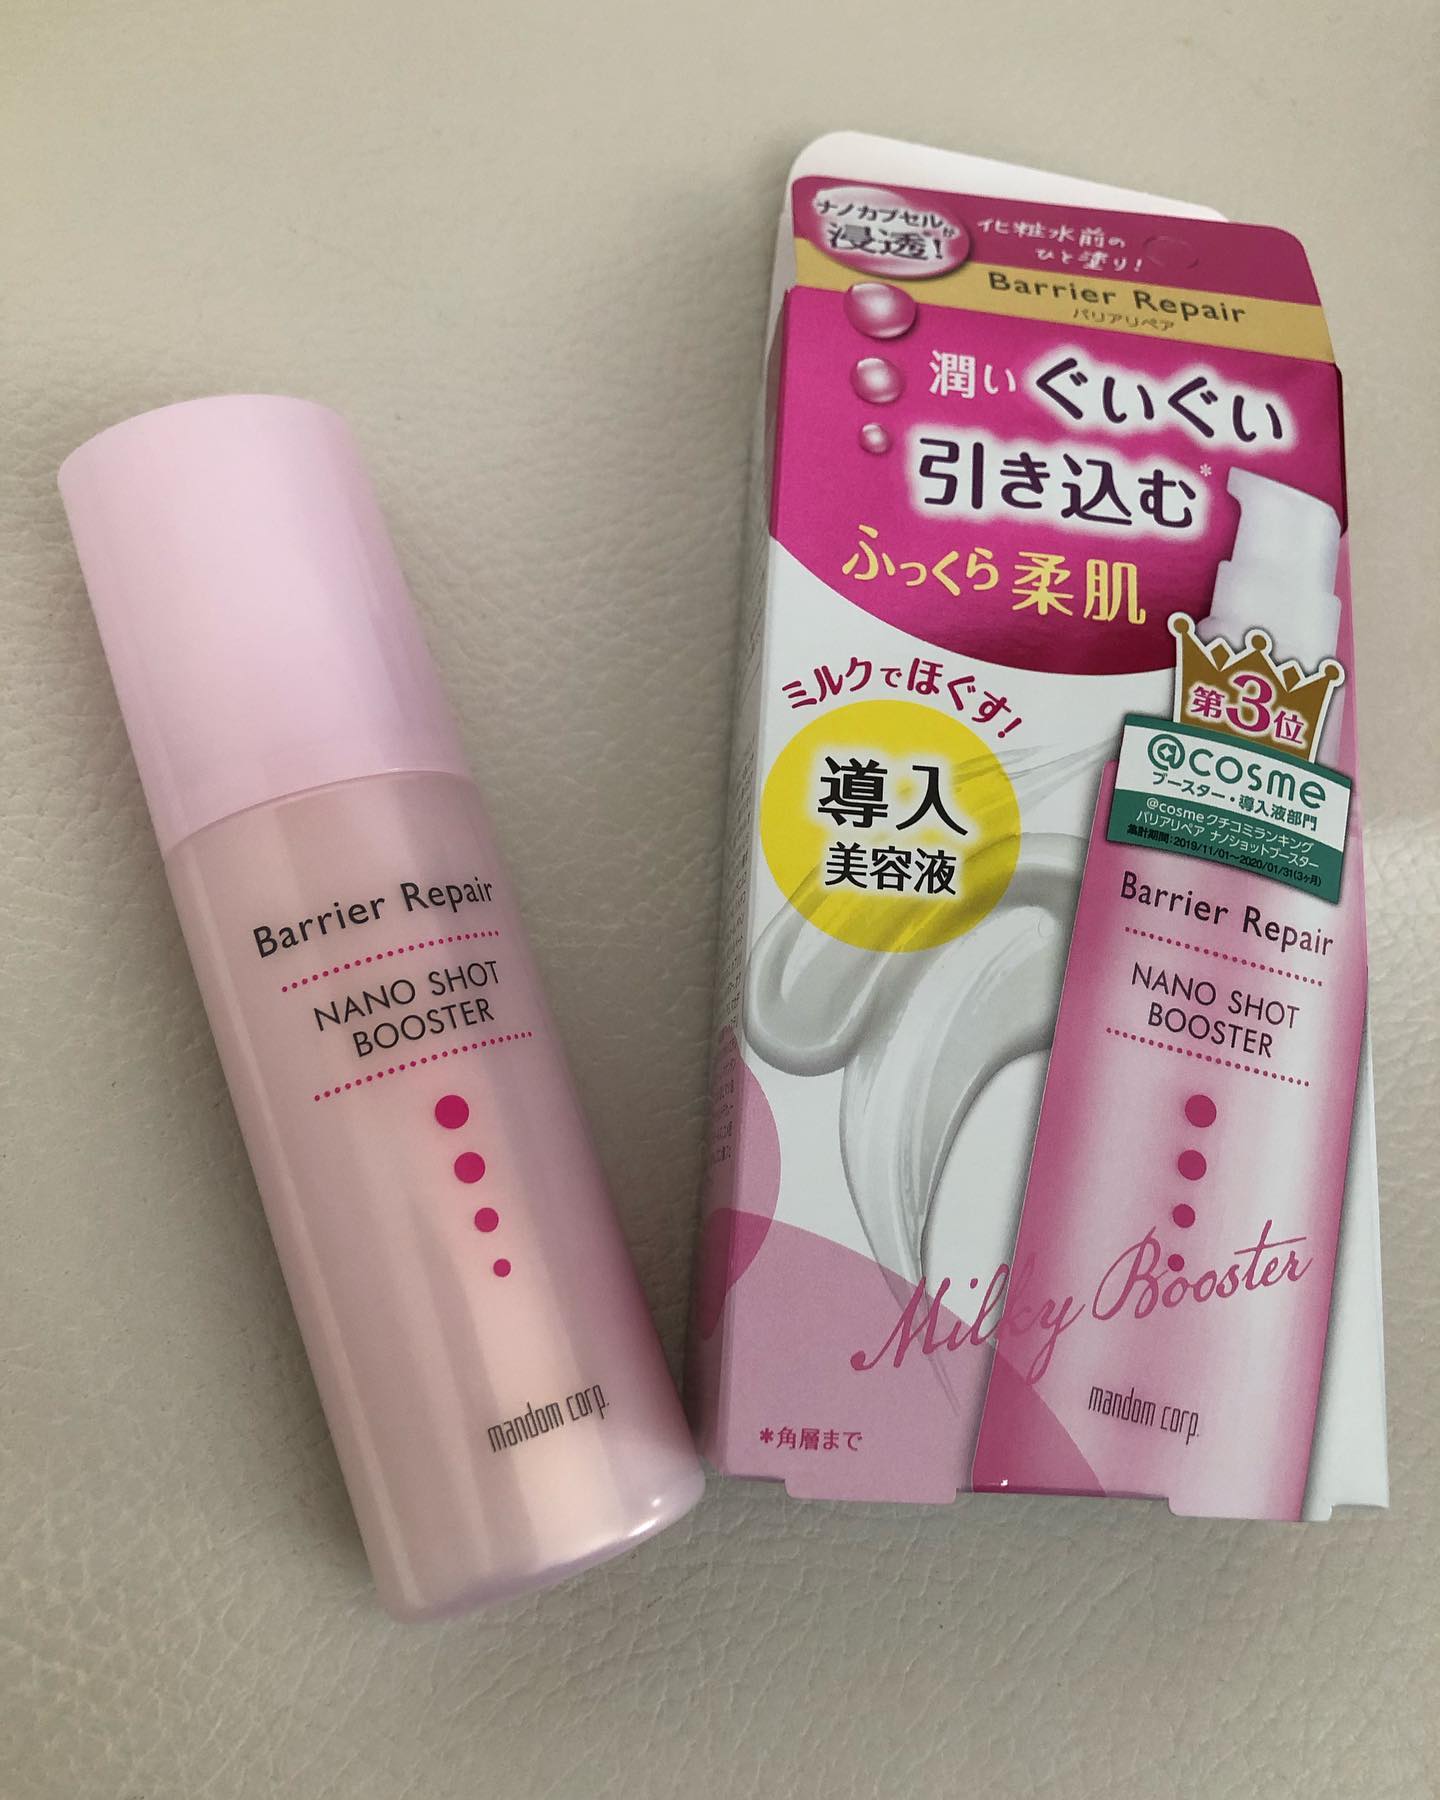 Barrier Repair
NANO SHOT
BOOSTER
mandom corp.
ナノカプセルが
浸透*!
化粧水前の
ひと塗り!
Barrier Repair
バリアリペア
潤いぐいぐい
引き込む*
ふっくら柔肌
ミルクでほぐす!
導入
美容液
第3位
@cosme
ブースター・導入液部門
@cosmeクチコミランキング
バリアリペア ナノショットブースター
集計期間:2019/11/01〜2020/01/31(3ヶ月)
Barrier Repair
NANO SHOT
BOOSTER
Milky Booster
mandom corp.
*角層まで